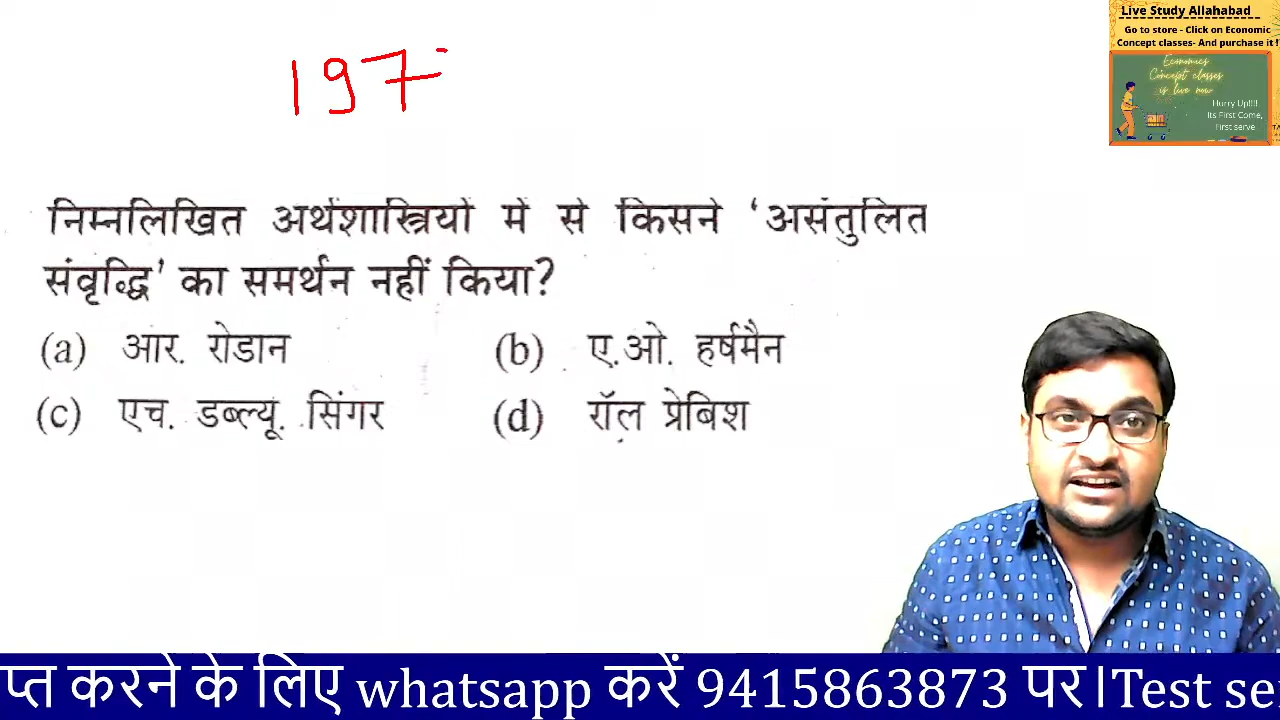 Live Study Allahabad
Go to store - Click on Economic
Concept classes- And purchase it !
Economics
Concept classes
is live now
Hurry Up!!!!
Its First Come,
First serve
197
निम्नलिखित अर्थशास्त्रियों में से किसने 'असंतुलित
संवृद्धि' का समर्थन नहीं किया?
(a) आर. रोडान
(b) ए.ओ. हर्षमैन
(c) एच. डब्ल्यू. सिंगर
(d) रॉल प्रेबिश
प्त करने के लिए whatsapp करें 9415863873 पर।Test se